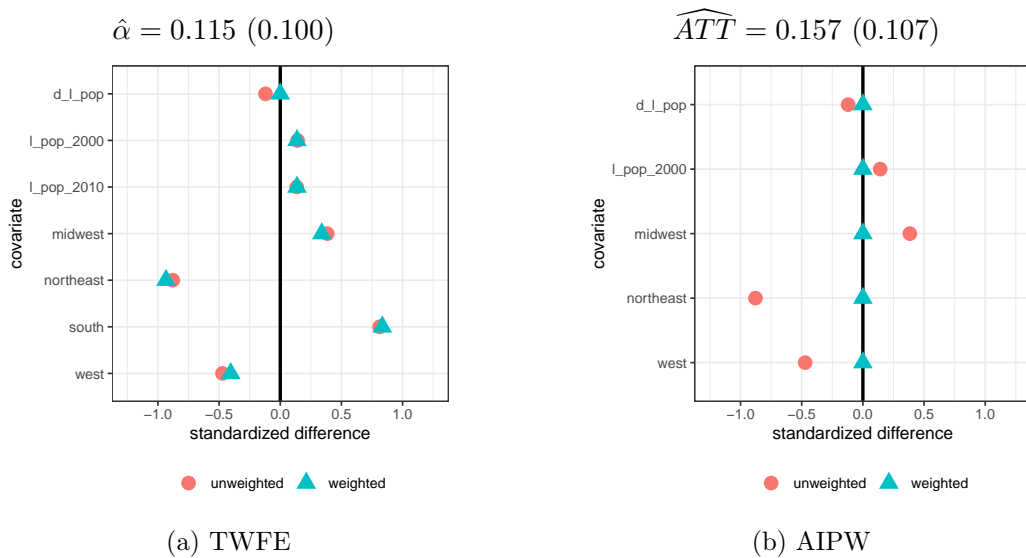 α̂ = 0.115 (0.100)
d_l_pop
l_pop_2000
l_pop_2010
midwest
northeast
south
west
covariate
−1.0 −0.5 0.0 0.5 1.0
standardized difference
unweighted weighted
(a) TWFE
\widehat{ATT} = 0.157 (0.107)
d_l_pop
l_pop_2000
midwest
northeast
west
covariate
−1.0 −0.5 0.0 0.5 1.0
standardized difference
unweighted weighted
(b) AIPW